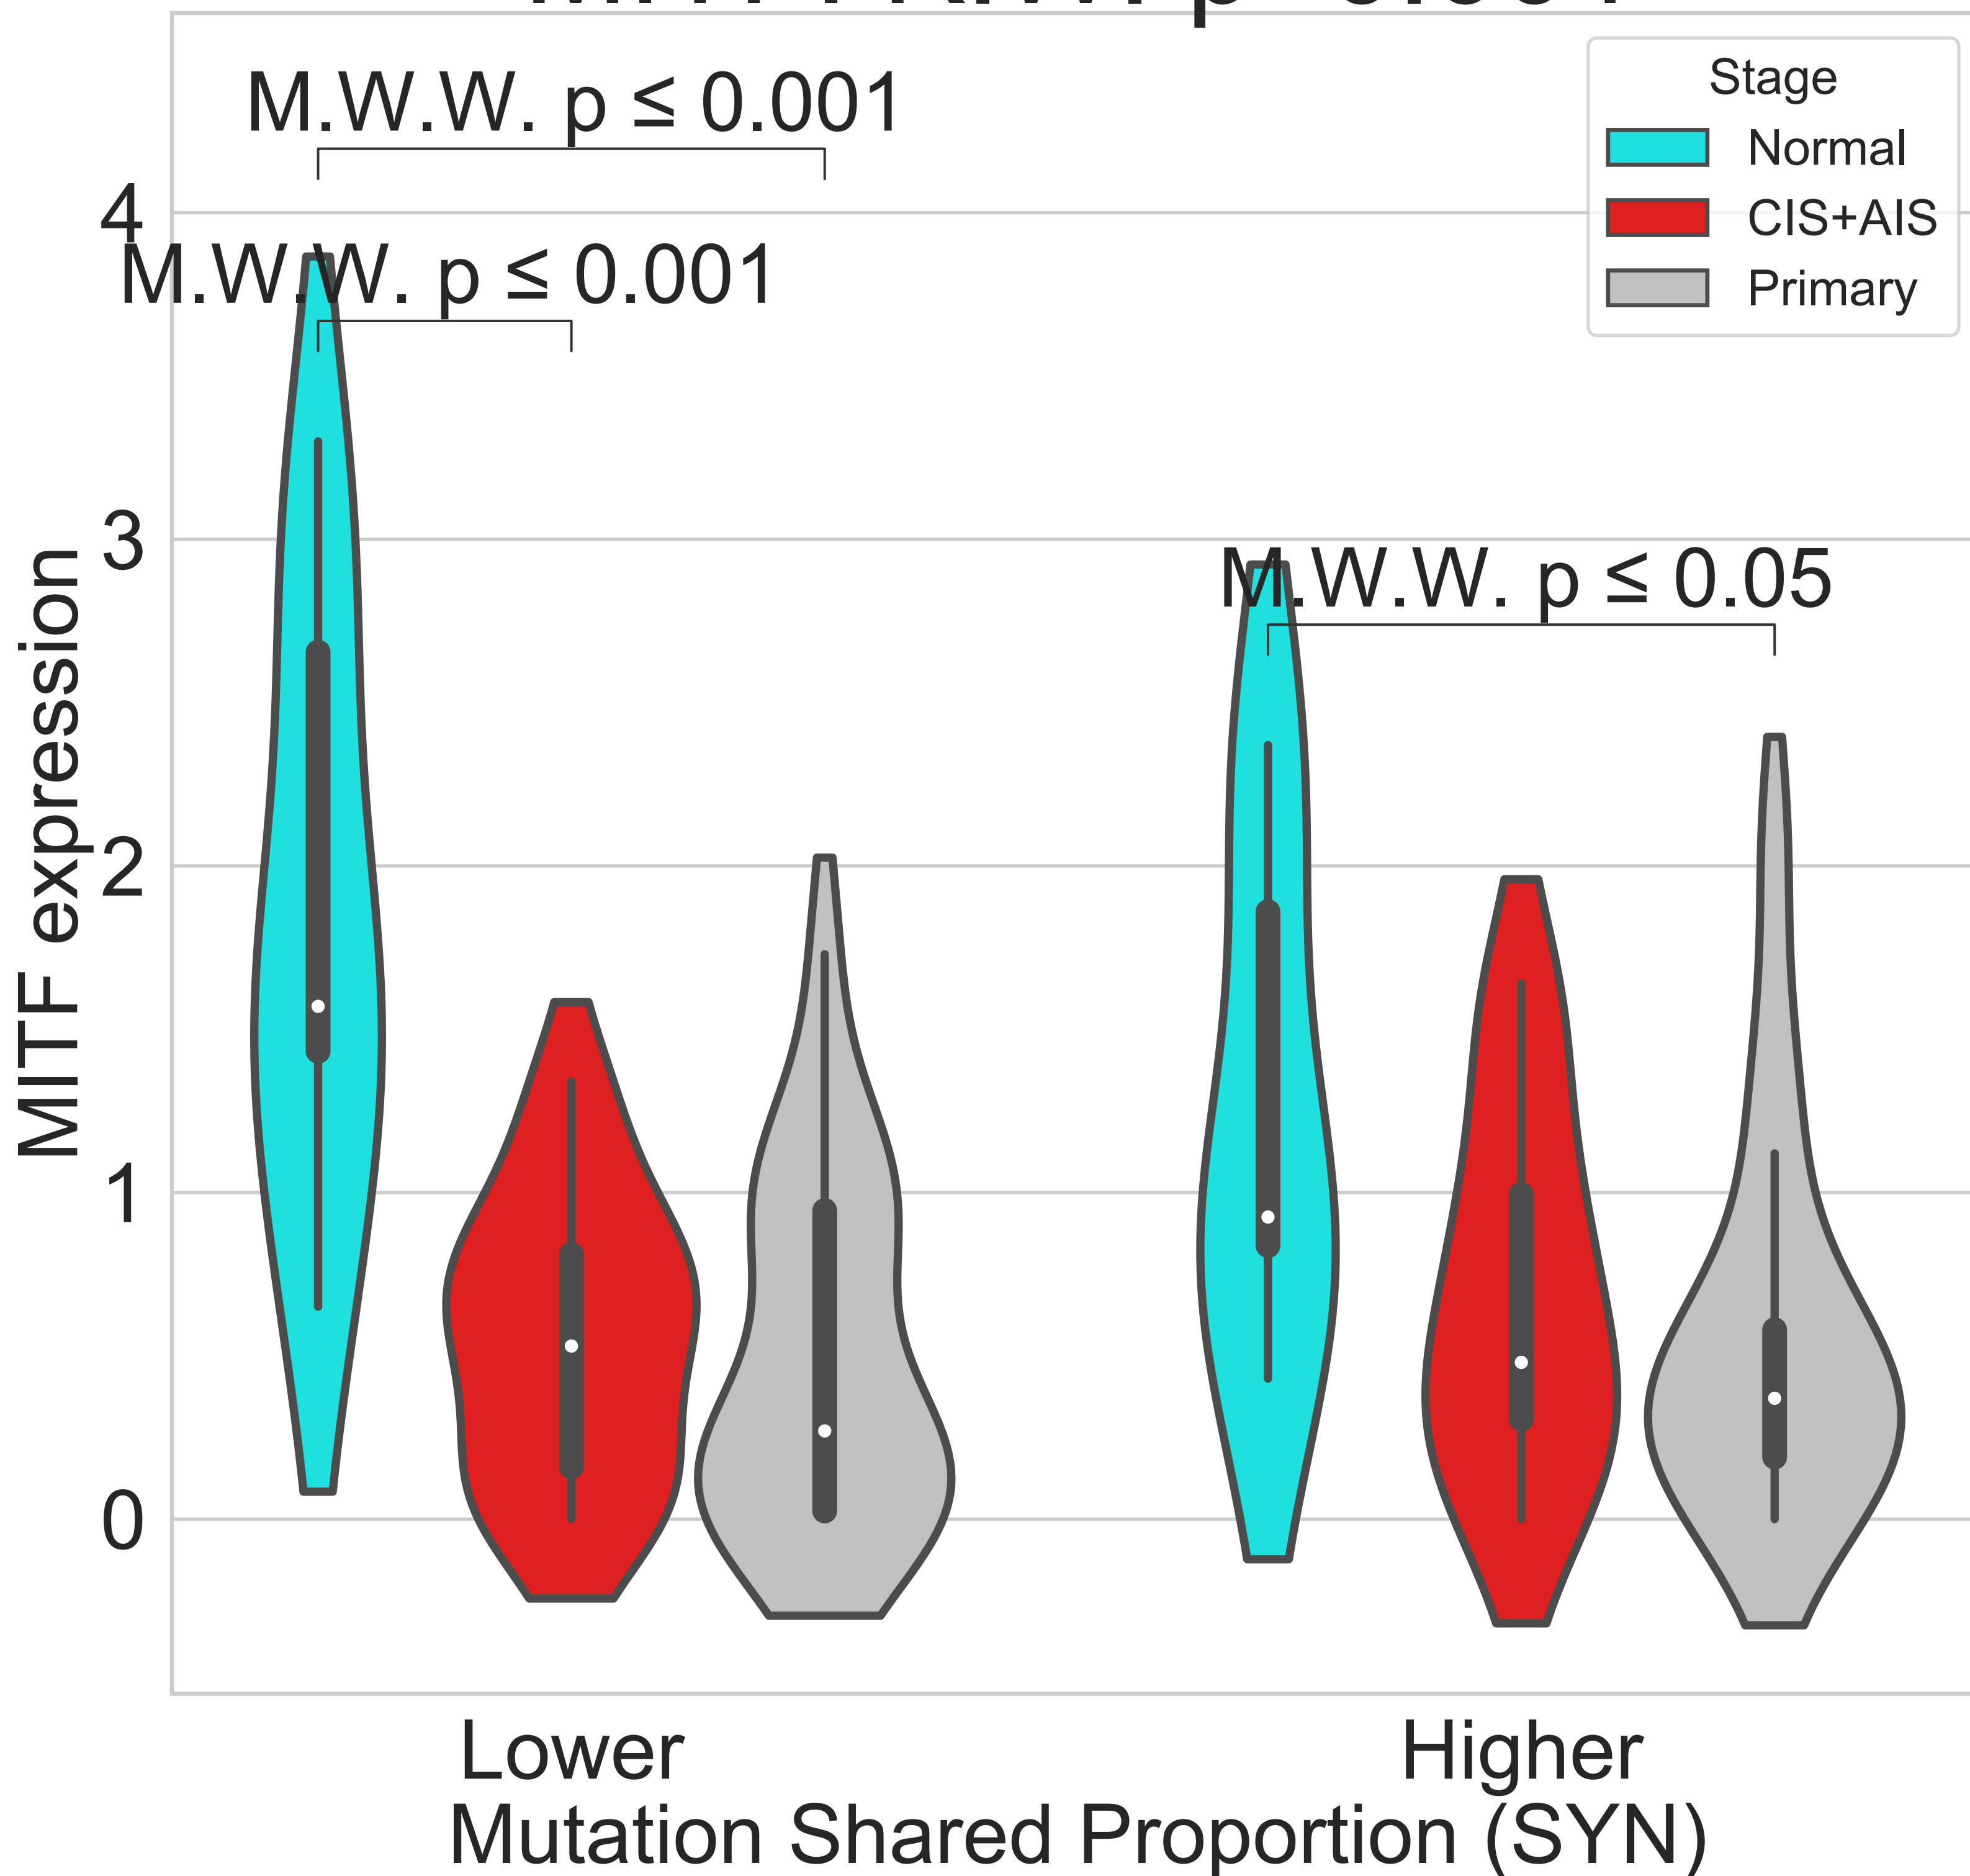 M.W.W. p ≤ 0.001
Stage
Normal
CIS+AIS
Primary
4
M.W.W. p ≤ 0.001
3
M.W.W. p ≤ 0.05
2
1
0
MITF expression
Lower
Higher
Mutation Shared Proportion (SYN)